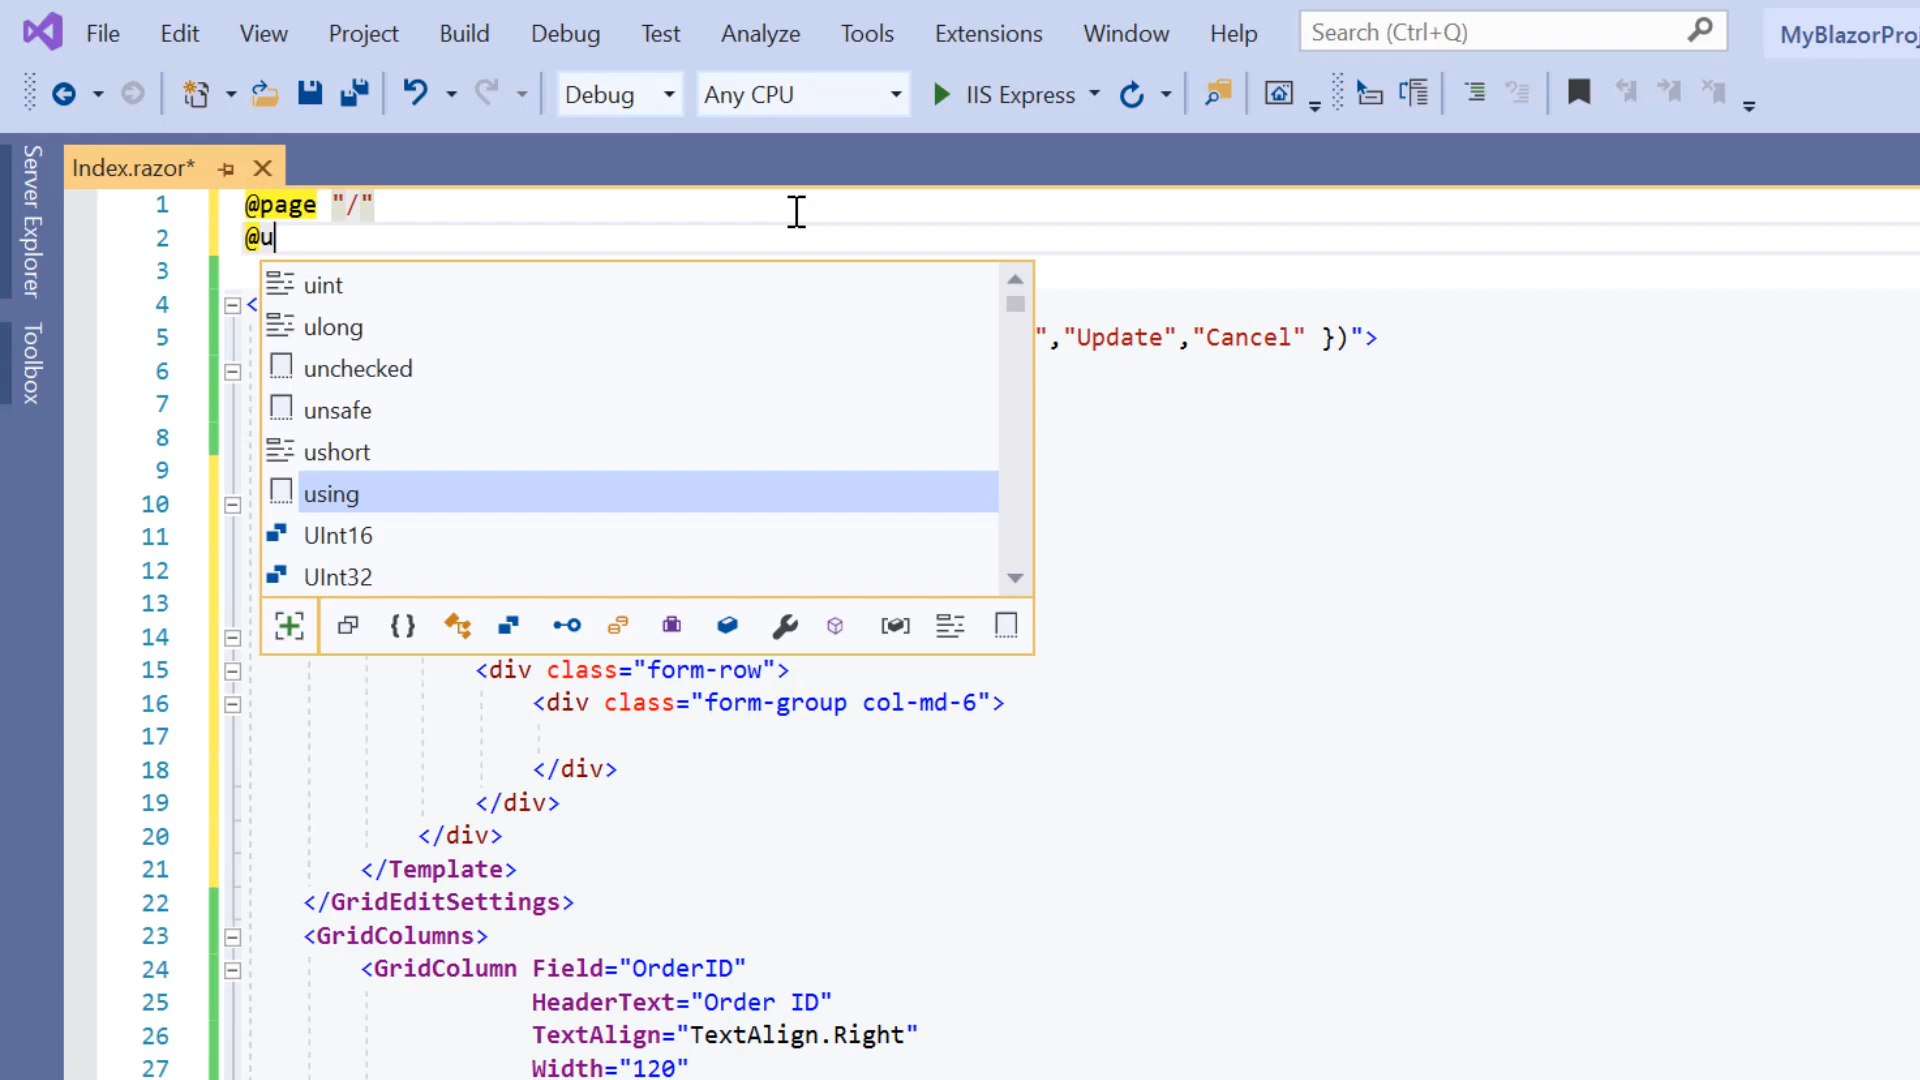 File Edit View Project Build Debug Test Analyze Tools Extensions Window Help Search (Ctrl+Q)
Debug Any CPU IIS Express
Server Explorer
Toolbox
Index.razor*
1 @page "/"
2 @u
3
4 <
5 ","Update","Cancel" })">
6
7
8
9
10
11
12
13
14
uint
ulong
unchecked
unsafe
ushort
using
UInt16
UInt32
15 <div class="form-row">
16 <div class="form-group col-md-6">
17
18 </div>
19 </div>
20 </div>
21 </Template>
22 </GridEditSettings>
23 <GridColumns>
24 <GridColumn Field="OrderID"
25 HeaderText="Order ID"
26 TextAlign="TextAlign.Right"
27 Width="120"